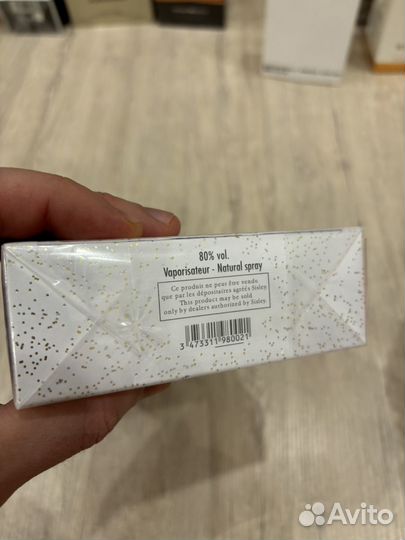 80% vol.
Vaporisateur - Natural spray
Ce produit ne peut être vendu
que par les dépositaires agréés Sisley
This product may be sold
only by dealers authorized by Sisley.
3 473311 980021
Avito